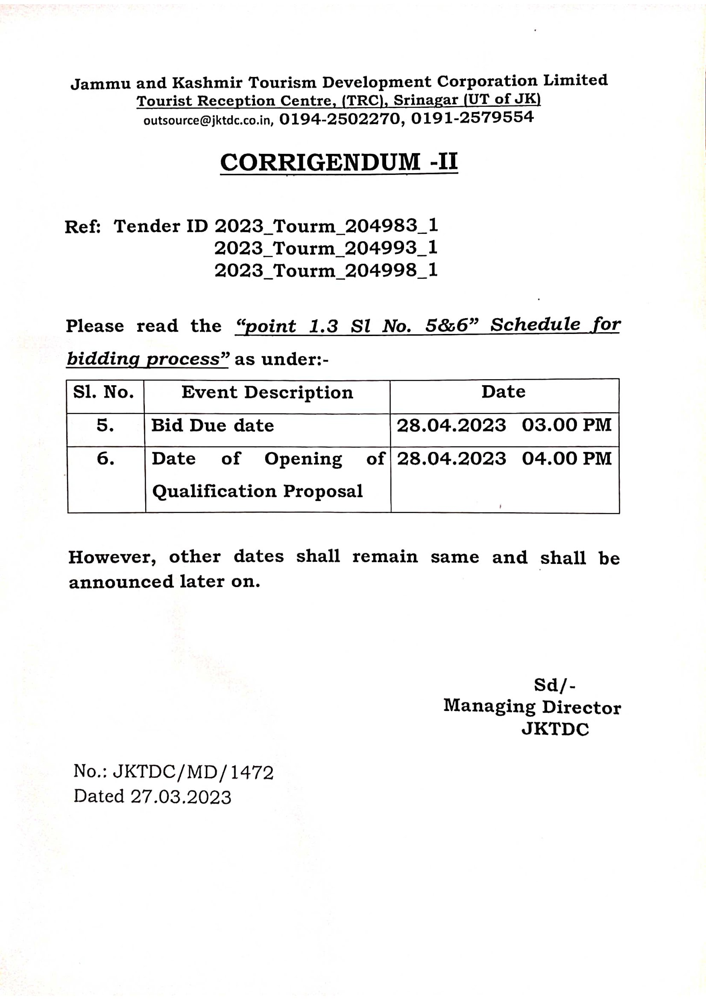 Jammu and Kashmir Tourism Development Corporation Limited
Tourist Reception Centre, (TRC), Srinagar (UT of JK)
outsource@jktdc.co.in, 0194-2502270, 0191-2579554
CORRIGENDUM -II
Ref: Tender ID 2023_Tourm_204983_1
2023_Tourm_204993_1
2023_Tourm_204998_1
Please read the “point 1.3 Sl No. 5&6” Schedule for
bidding process” as under:-
Sl. No. Event Description Date
5. Bid Due date 28.04.2023 03.00 PM
6. Date of Opening of 28.04.2023 04.00 PM
Qualification Proposal
However, other dates shall remain same and shall be
announced later on.
Sd/-
Managing Director
JKTDC
No.: JKTDC/MD/1472
Dated 27.03.2023